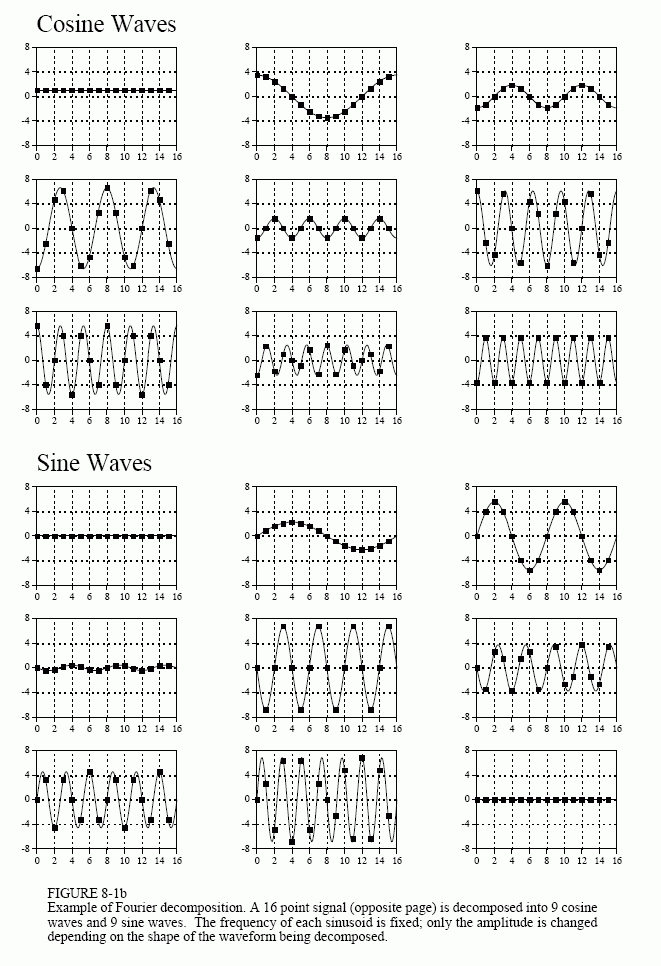 Cosine Waves
8 8 8
4 4 4
0 0 0
-4 -4 -4
-8 -8 -8
0 2 4 6 8 10 12 14 16 0 2 4 6 8 10 12 14 16 0 2 4 6 8 10 12 14 16
8 8 8
4 4 4
0 0 0
-4 -4 -4
-8 -8 -8
0 2 4 6 8 10 12 14 16 0 2 4 6 8 10 12 14 16 0 2 4 6 8 10 12 14 16
8 8 8
4 4 4
0 0 0
-4 -4 -4
-8 -8 -8
0 2 4 6 8 10 12 14 16 0 2 4 6 8 10 12 14 16 0 2 4 6 8 10 12 14 16
Sine Waves
8 8 8
4 4 4
0 0 0
-4 -4 -4
-8 -8 -8
0 2 4 6 8 10 12 14 16 0 2 4 6 8 10 12 14 16 0 2 4 6 8 10 12 14 16
8 8 8
4 4 4
0 0 0
-4 -4 -4
-8 -8 -8
0 2 4 6 8 10 12 14 16 0 2 4 6 8 10 12 14 16 0 2 4 6 8 10 12 14 16
8 8 8
4 4 4
0 0 0
-4 -4 -4
-8 -8 -8
0 2 4 6 8 10 12 14 16 0 2 4 6 8 10 12 14 16 0 2 4 6 8 10 12 14 16
FIGURE 8-1b
Example of Fourier decomposition. A 16 point signal (opposite page) is decomposed into 9 cosine
waves and 9 sine waves. The frequency of each sinusoid is fixed; only the amplitude is changed
depending on the shape of the waveform being decomposed.